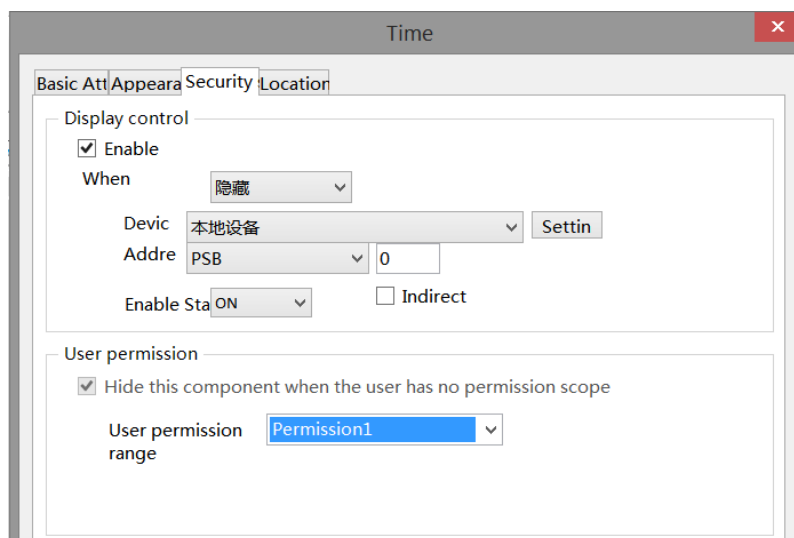 Time
Basic Att Appeara Security Location
Display control
Enable
When 隐藏
Devic 本地设备 Settin
Addre PSB 0
Enable Sta ON Indirect
User permission
Hide this component when the user has no permission scope
User permission Permission1
range